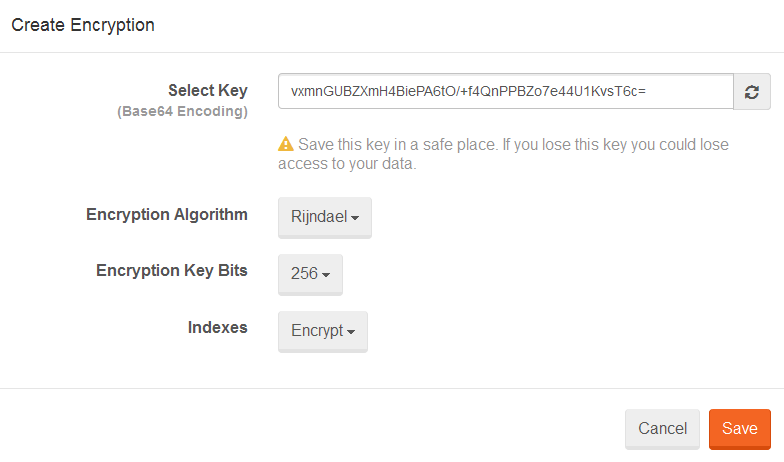 Create Encryption
Select Key
(Base64 Encoding)
vxmnGUBZXmH4BiePA6tO/+f4QnPPBZo7e44U1KvsT6c=
Save this key in a safe place. If you lose this key you could lose
access to your data.
Encryption Algorithm
Rijndael
Encryption Key Bits
256
Indexes
Encrypt
Cancel
Save